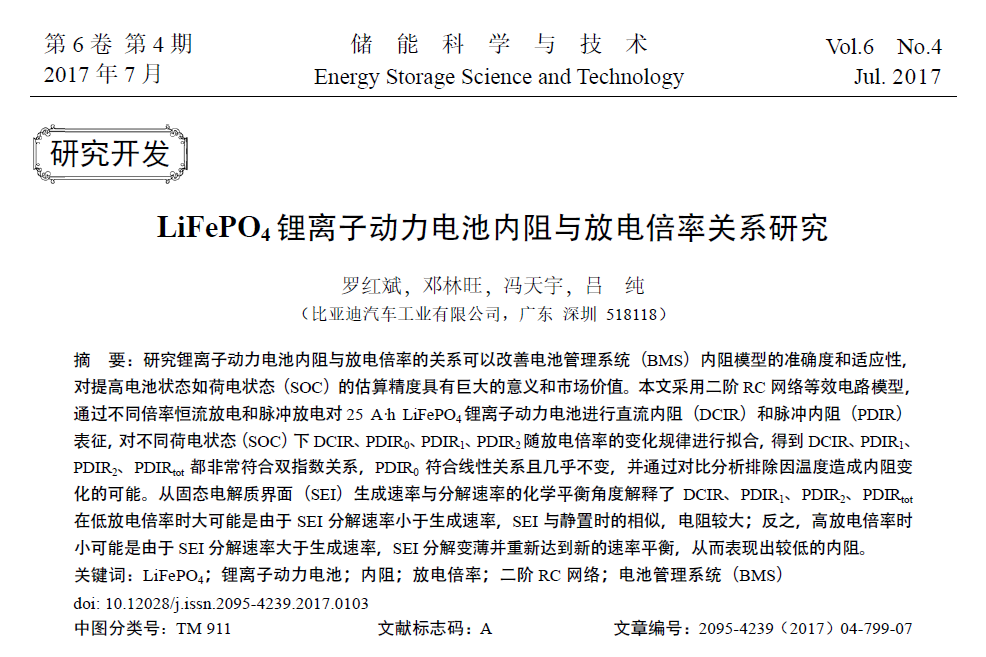 第 6 卷 第 4 期 储 能 科 学 与 技 术 Vol.6 No.4
2017 年 7 月 Energy Storage Science and Technology Jul. 2017
研究开发
LiFePO₄ 锂离子动力电池内阻与放电倍率关系研究
罗红斌，邓林旺，冯天宇，吕 纯
（比亚迪汽车工业有限公司，广东 深圳 518118）
摘 要：研究锂离子动力电池内阻与放电倍率的关系可以改善电池管理系统（BMS）内阻模型的准确度和适应性，
对提高电池状态如荷电状态（SOC）的估算精度具有巨大的意义和市场价值。本文采用二阶 RC 网络等效电路模型，
通过不同倍率恒流放电和脉冲放电对 25 A·h LiFePO₄ 锂离子动力电池进行直流内阻（DCIR）和脉冲内阻（PDIR）
表征，对不同荷电状态（SOC）下 DCIR、PDIR₀、PDIR₁、PDIR₂ 随放电倍率的变化规律进行拟合，得到 DCIR、PDIR₁、
PDIR₂、 PDIRtot 都非常符合双指数关系，PDIR₀ 符合线性关系且几乎不变，并通过对比分析排除因温度造成内阻变
化的可能。从固态电解质界面（SEI）生成速率与分解速率的化学平衡角度解释了 DCIR、PDIR₁、PDIR₂、PDIRtot
在低放电倍率时大可能是由于 SEI 分解速率小于生成速率，SEI 与静置时的相似，电阻较大；反之，高放电倍率时
小可能是由于 SEI 分解速率大于生成速率，SEI 分解变薄并重新达到新的速率平衡，从而表现出较低的内阻。
关键词：LiFePO₄；锂离子动力电池；内阻；放电倍率；二阶 RC 网络；电池管理系统（BMS）
doi: 10.12028/j.issn.2095-4239.2017.0103
中图分类号：TM 911 文献标志码：A 文章编号：2095-4239（2017）04-799-07